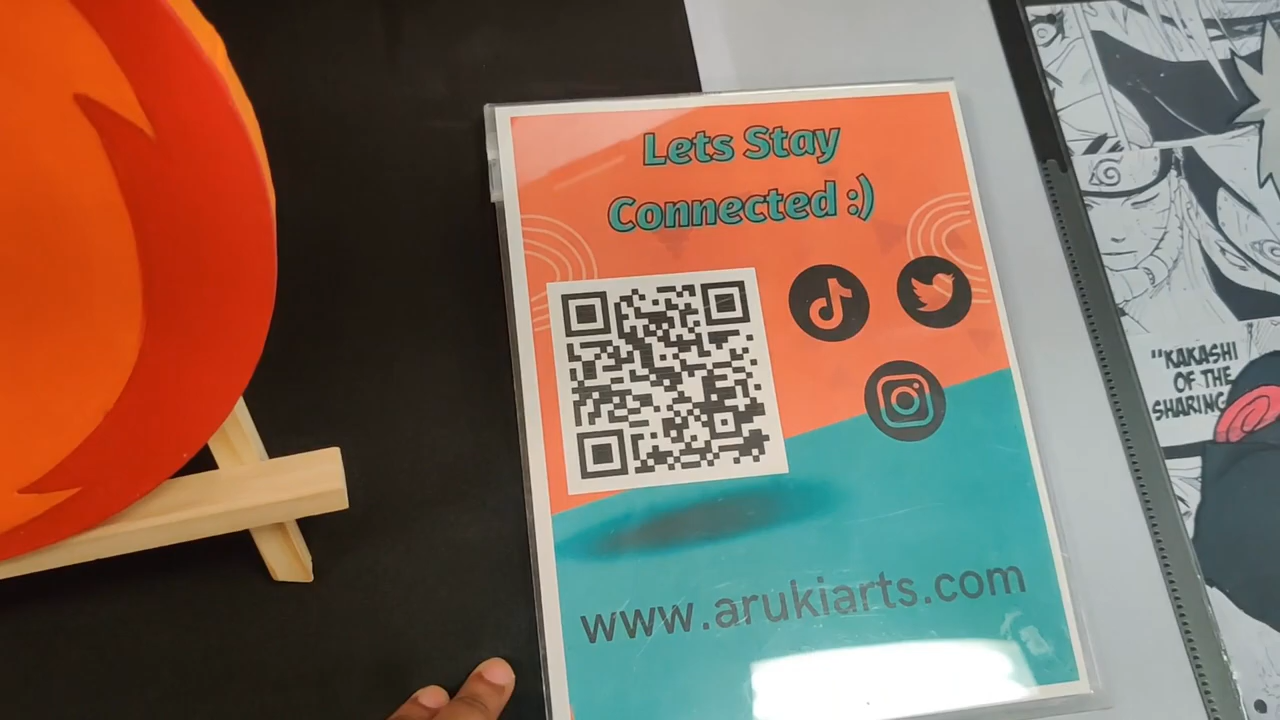 Lets Stay
Connected :)
www.arukiarts.com
"KAKASHI
OF THE
SHARING